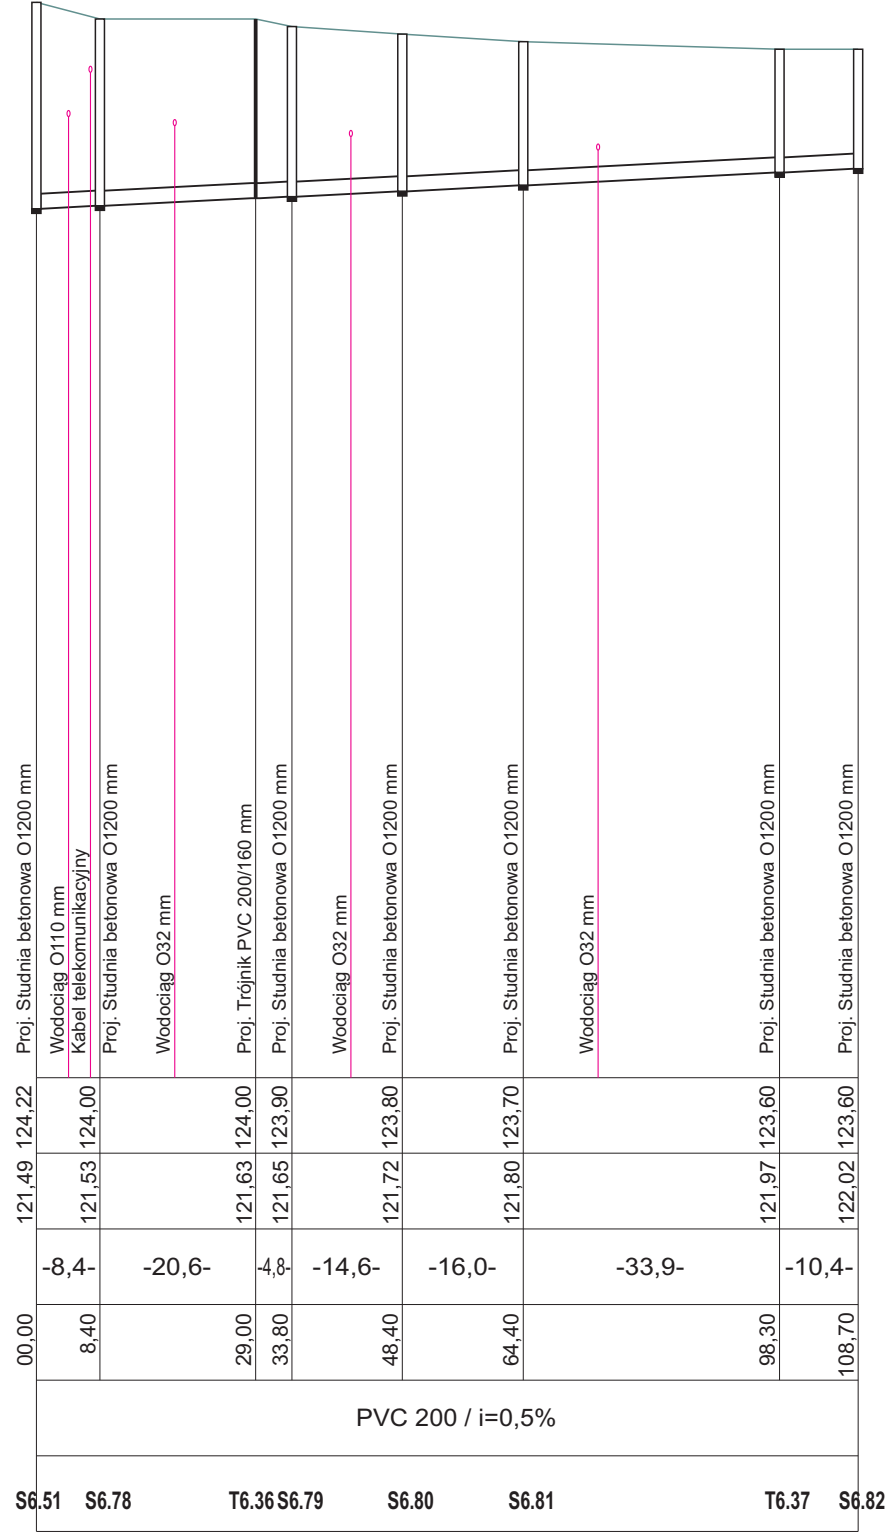 Proj. Studnia betonowa O1200 mm
Wodociąg O110 mm
Kabel telekomunikacyjny
Proj. Studnia betonowa O1200 mm
Wodociąg O32 mm
Proj. Trójnik PVC 200/160 mm
Proj. Studnia betonowa O1200 mm
Wodociąg O32 mm
Proj. Studnia betonowa O1200 mm
Proj. Studnia betonowa O1200 mm
Wodociąg O32 mm
Proj. Studnia betonowa O1200 mm
Proj. Studnia betonowa O1200 mm
124,22 124,00 124,00 123,90 123,80 123,70 123,60 123,60
121,49 121,53 121,63 121,65 121,72 121,80 121,97 122,02
-8,4- -20,6- -4,8- -14,6- -16,0- -33,9- -10,4-
00,00 8,40 29,00 33,80 48,40 64,40 98,30 108,70
PVC 200 / i=0,5%
S6.51 S6.78 T6.36 S6.79 S6.80 S6.81 T6.37 S6.82